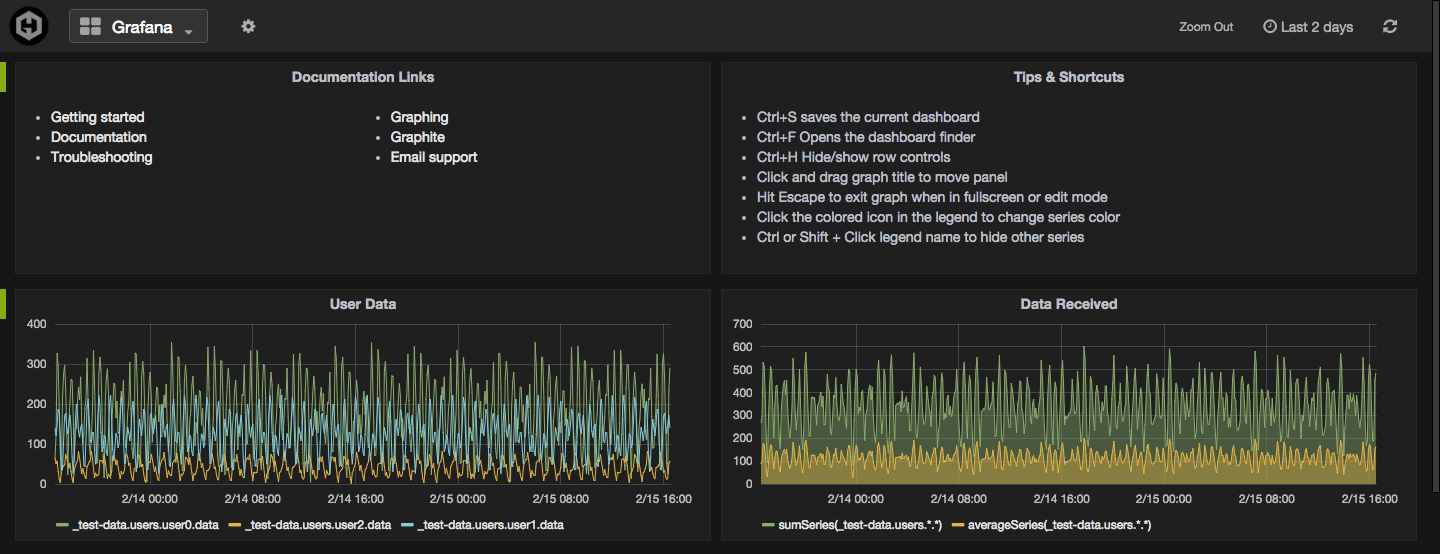 Grafana
Zoom Out
Last 2 days
Documentation Links
Getting started
Documentation
Troubleshooting
Graphing
Graphite
Email support
Tips & Shortcuts
Ctrl+S saves the current dashboard
Ctrl+F Opens the dashboard finder
Ctrl+H Hide/show row controls
Click and drag graph title to move panel
Hit Escape to exit graph when in fullscreen or edit mode
Click the colored icon in the legend to change series color
Ctrl or Shift + Click legend name to hide other series
User Data
400
300
200
100
0
2/14 00:00 2/14 08:00 2/14 16:00 2/15 00:00 2/15 08:00 2/15 16:00
_test-data.users.user0.data _test-data.users.user2.data _test-data.users.user1.data
Data Received
700
600
500
400
300
200
100
0
2/14 00:00 2/14 08:00 2/14 16:00 2/15 00:00 2/15 08:00 2/15 16:00
sumSeries(_test-data.users.*.*) averageSeries(_test-data.users.*.*)